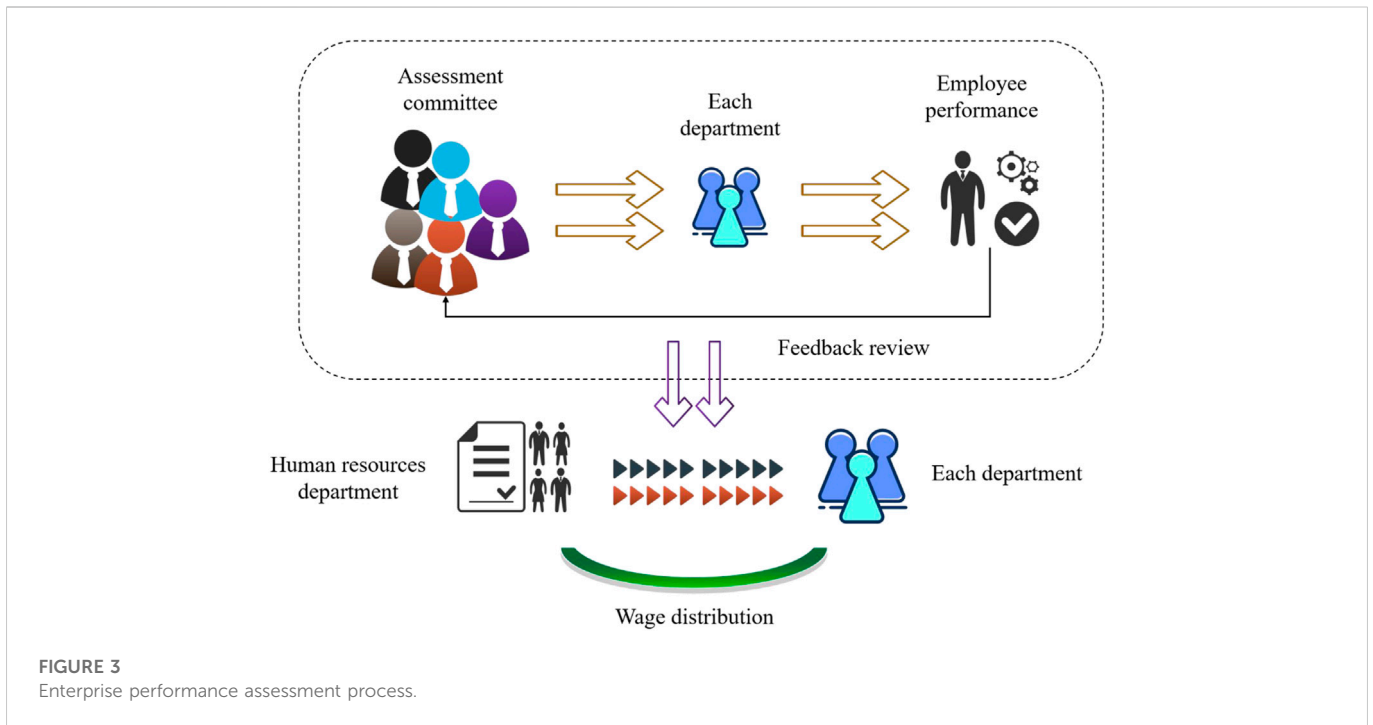 Assessment
committee
Each
department
Employee
performance
Feedback review
Human resources
department
Each department
Wage distribution
FIGURE 3
Enterprise performance assessment process.